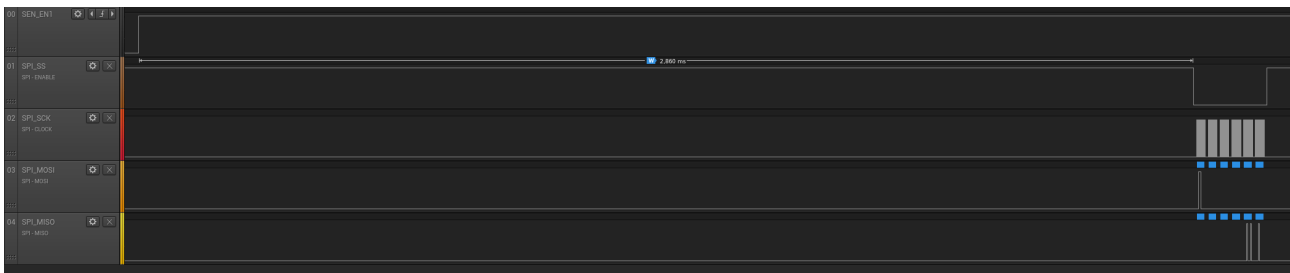 00 SEN_EN1
01 SPI_SS
SPI - ENABLE
W 2,860 ms
02 SPI_SCK
SPI - CLOCK
03 SPI_MOSI
SPI - MOSI
04 SPI_MISO
SPI - MISO